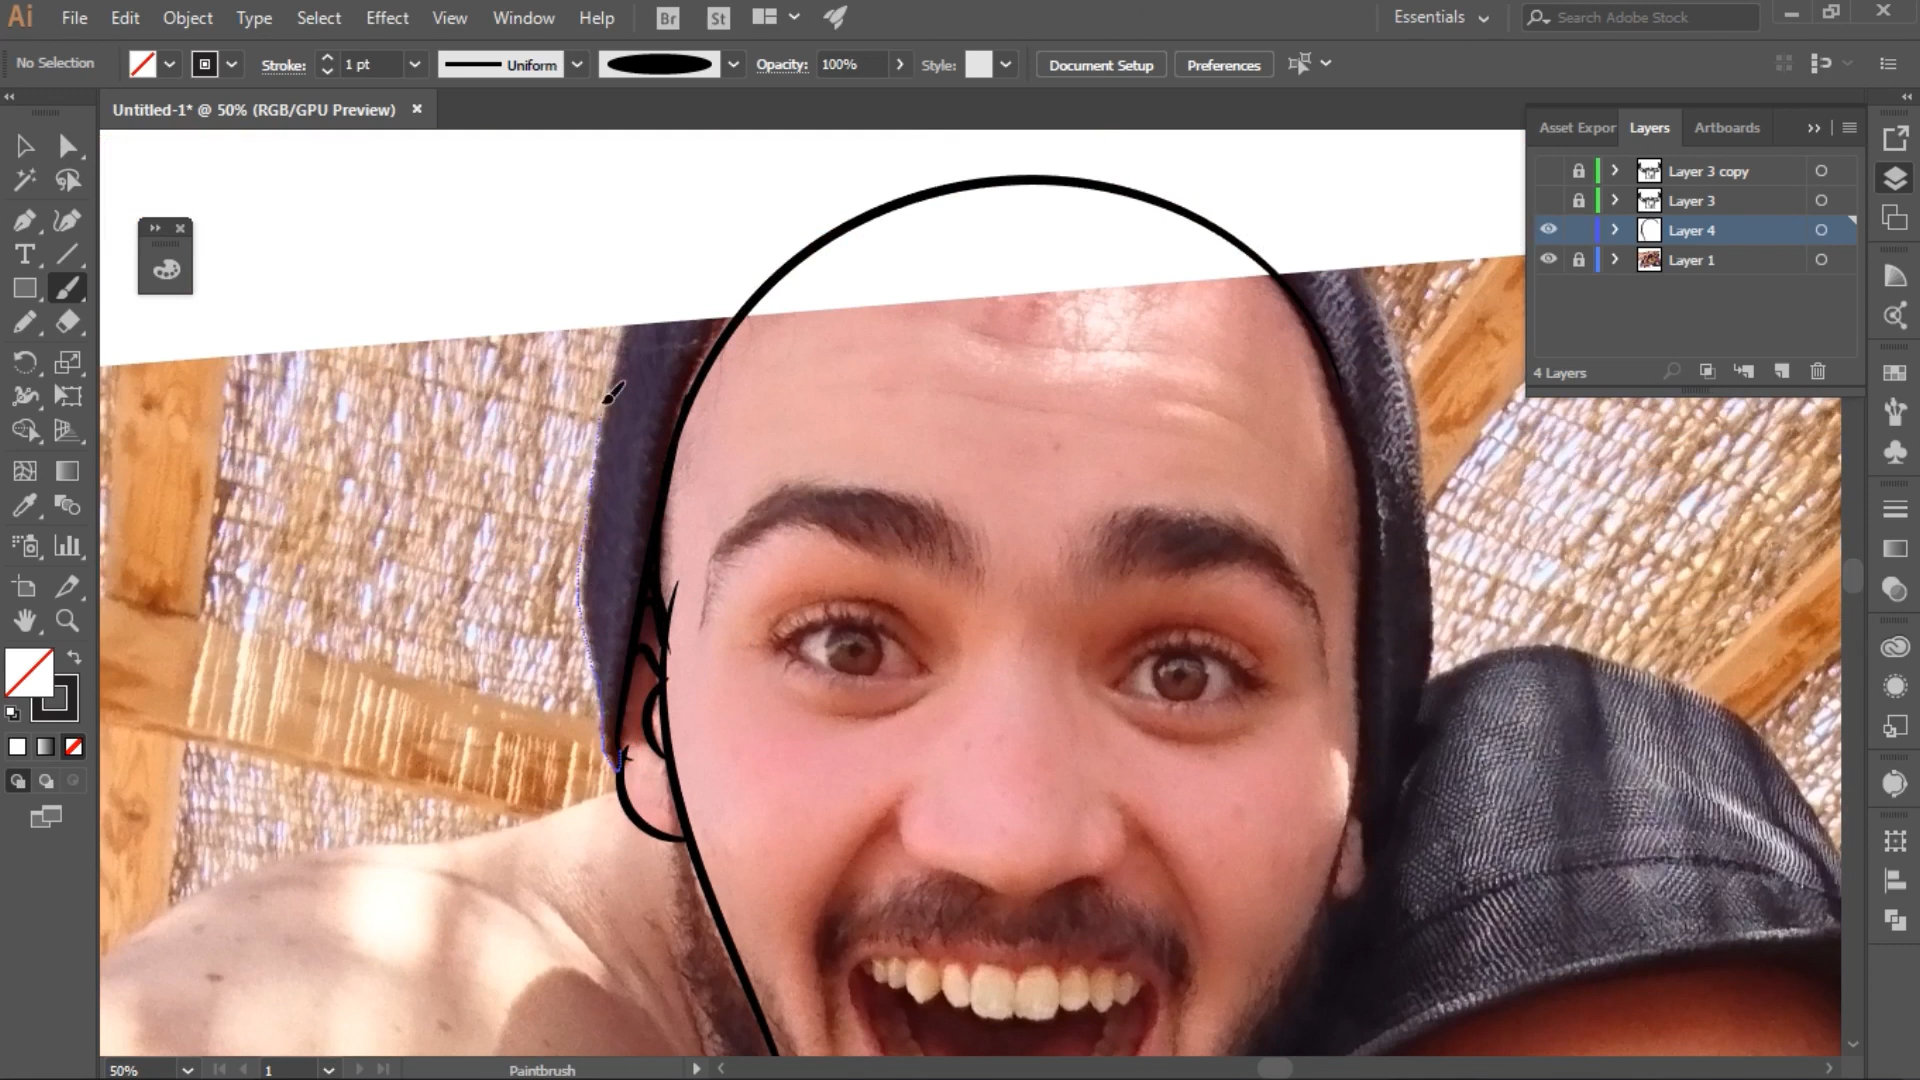 Ai File Edit Object Type Select Effect View Window Help Br St Essentials Search Adobe Stock
No Selection Stroke: 1 pt Uniform Opacity: 100% Style: Document Setup Preferences
Untitled-1* @ 50% (RGB/GPU Preview)
Asset Expor Layers Artboards
Layer 3 copy
Layer 3
Layer 4
Layer 1
4 Layers
50% 1 Paintbrush